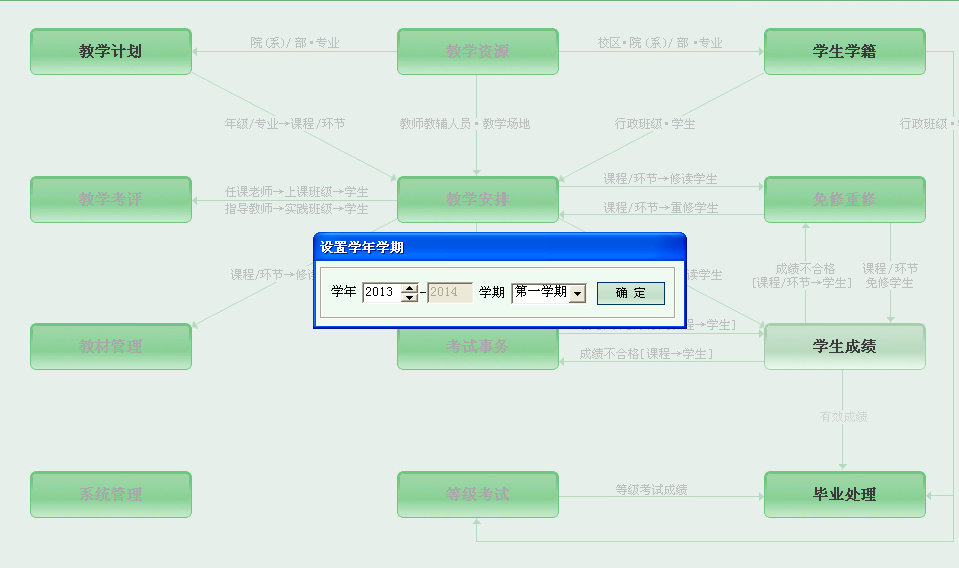 教学计划
院(系)/部·专业
教学资源
校区·院(系)/部·专业
学生学籍
年级/专业→课程/环节
教师教辅人员·教学场地
行政班级·学生
行政班级·
教学考评
任课老师→上课班级→学生
指导教师→实践班级→学生
教学安排
课程/环节→修读学生
课程/环节→重修学生
免修重修
设置学年学期
课程/环节→修
读学生
成绩不合格
[课程/环节→学生]
课程/环节
免修学生
学年 2013 - 2014 学期 第一学期 确 定
教材管理
考试事务
程→学生]
成绩不合格[课程→学生]
学生成绩
有效成绩
系统管理
等级考试
等级考试成绩
毕业处理